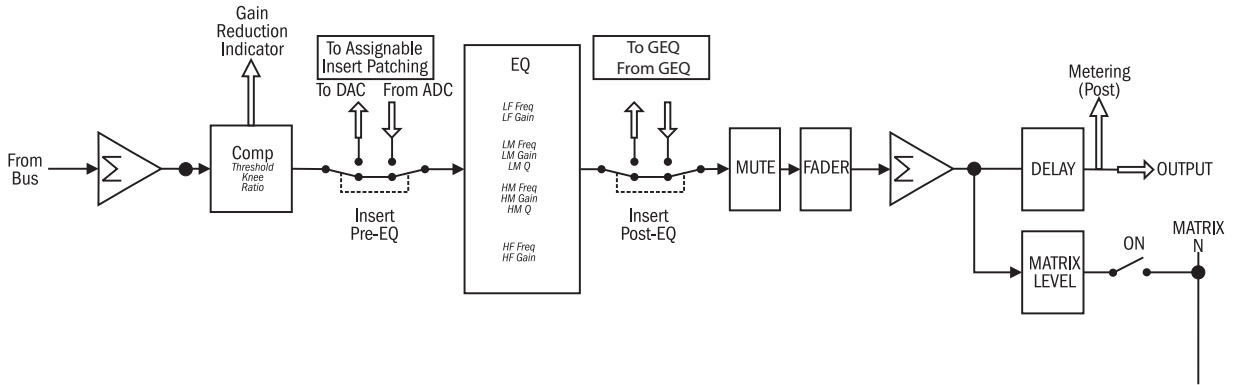 Gain
Reduction
Indicator
To Assignable
Insert Patching
To DAC From ADC
From
Bus
Σ
Comp
Threshold
Knee
Ratio
Insert
Pre-EQ
EQ
LF Freq
LF Gain
LM Freq
LM Gain
LM Q
HM Freq
HM Gain
HM Q
HF Freq
HF Gain
To GEQ
From GEQ
Insert
Post-EQ
MUTE
FADER
Σ
DELAY
Metering
(Post)
OUTPUT
MATRIX
LEVEL
ON
MATRIX
N